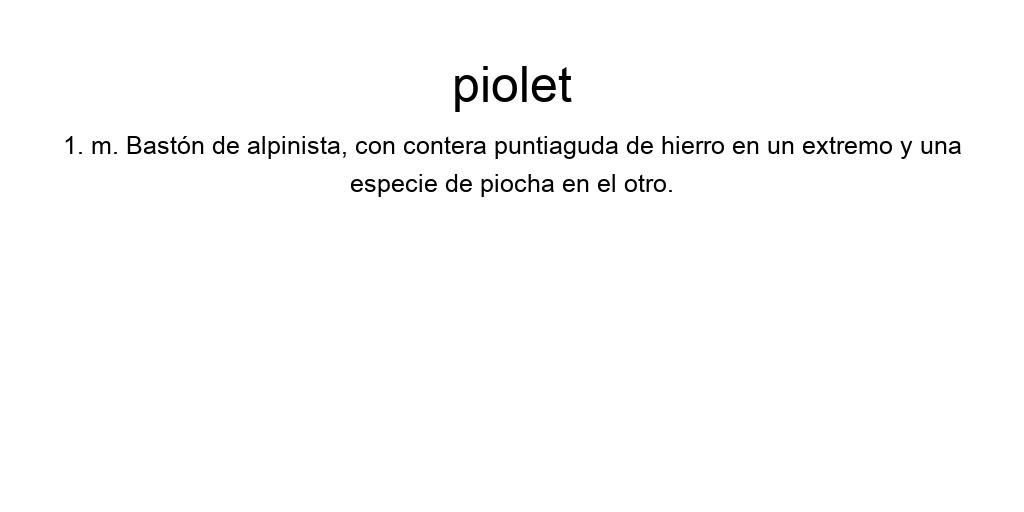 piolet
1. m. Bastón de alpinista, con contera puntiaguda de hierro en un extremo y una
especie de piocha en el otro.